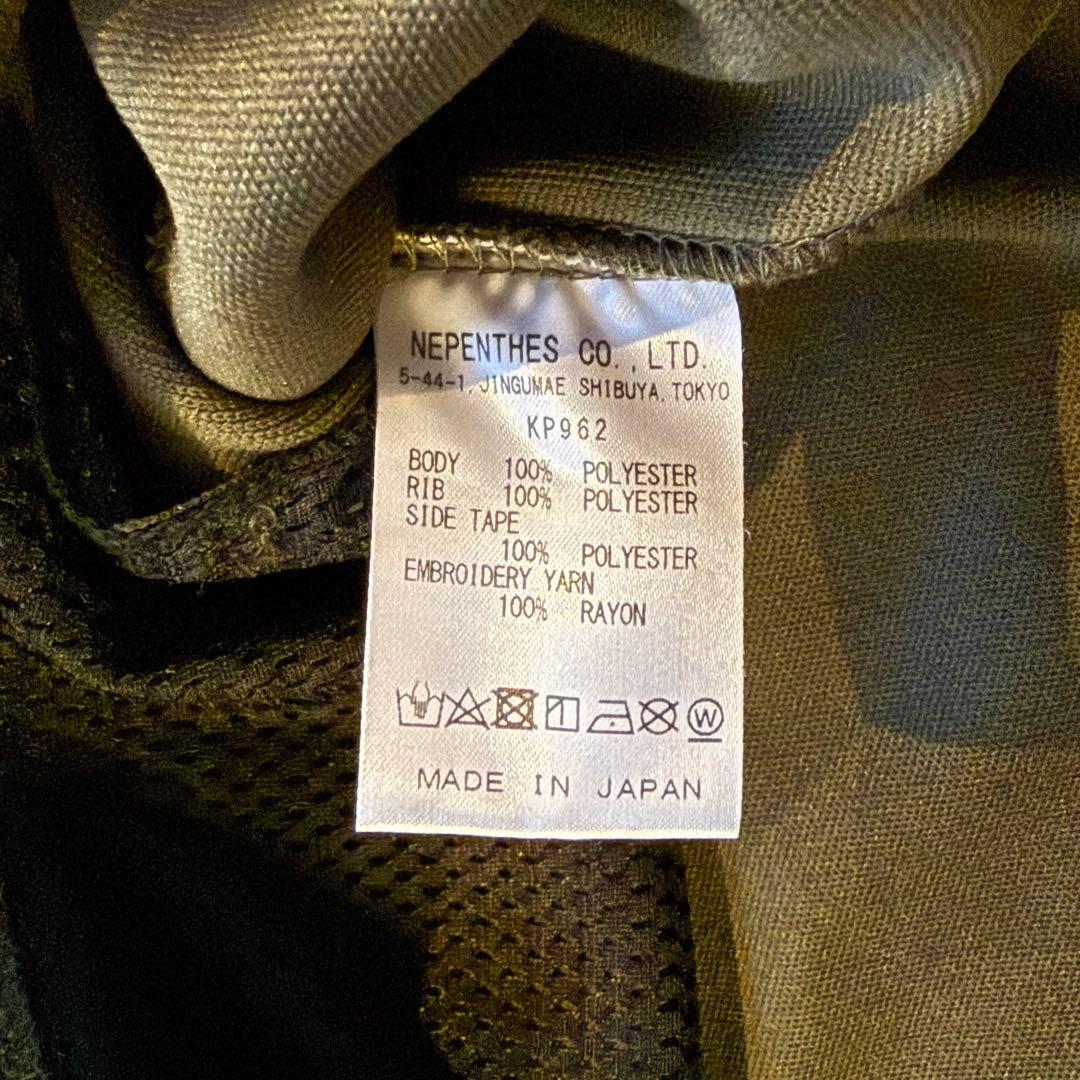 NEPENTHES CO., LTD.
5-44-1, JINGUMAE SHIBUYA, TOKYO
KP962
BODY 100% POLYESTER
RIB 100% POLYESTER
SIDE TAPE
100% POLYESTER
EMBROIDERY YARN
100% RAYON
W
MADE IN JAPAN